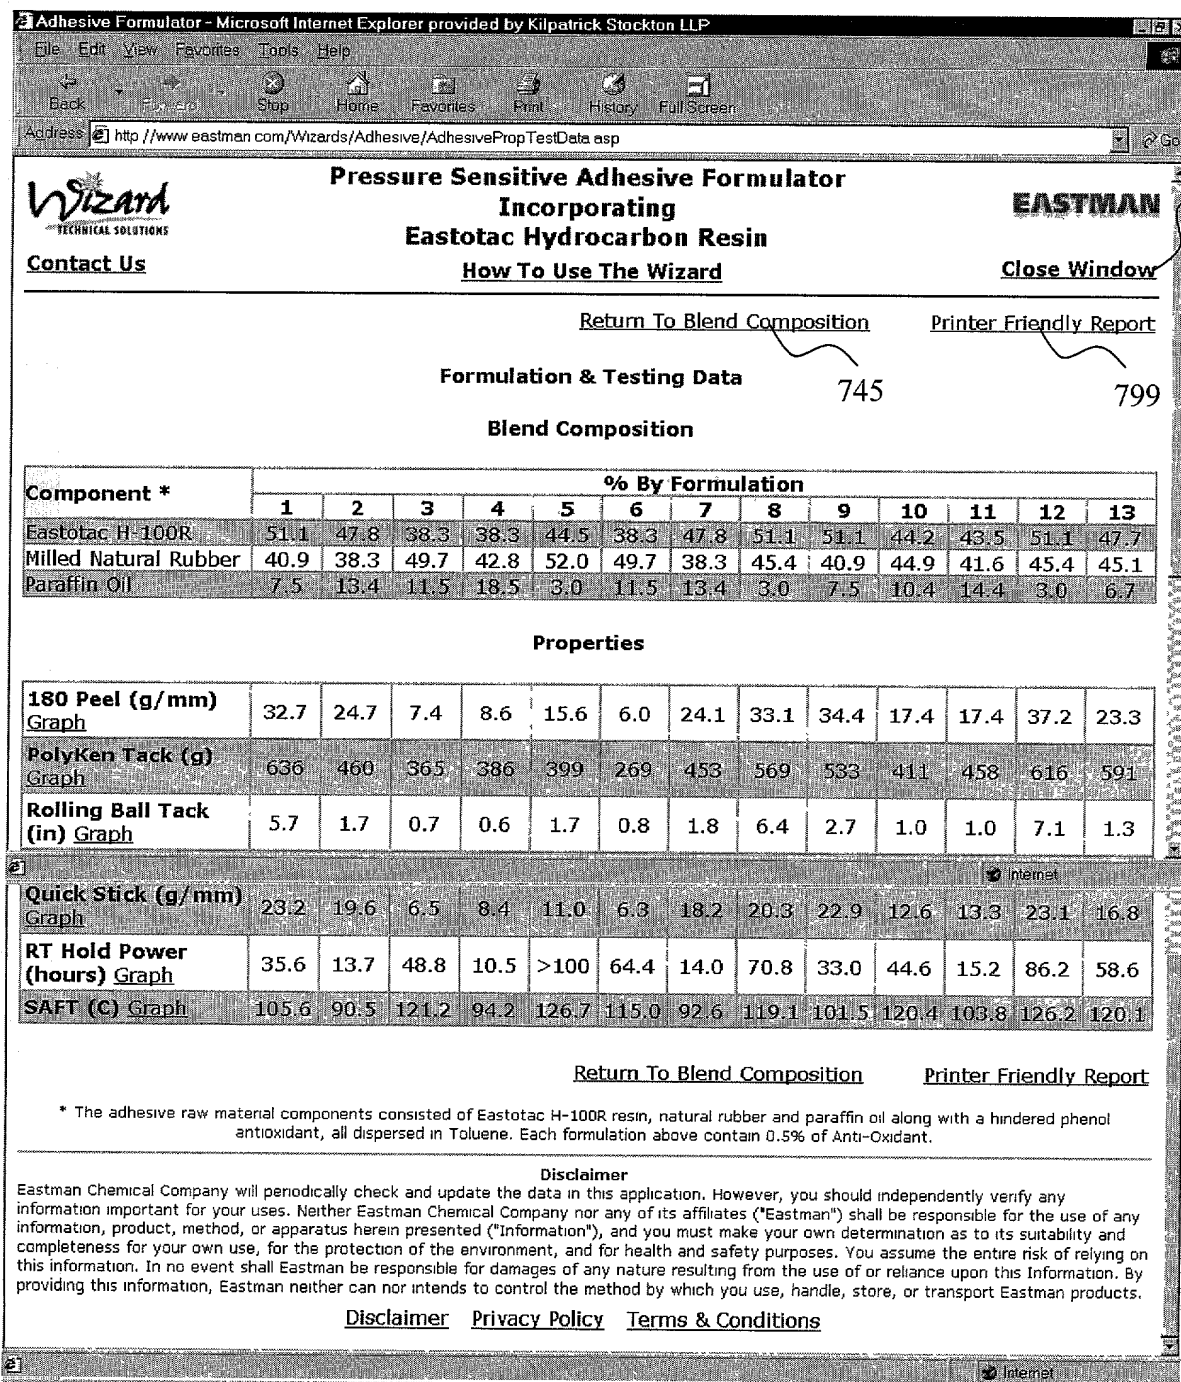 Adhesive Formulator - Microsoft Internet Explorer provided by Kilpatrick Stockton LLP
File Edit View Favorites Tools Help
Back Forward Stop Home Favorites Print History Full Screen
Address http://www.eastman.com/Wizards/Adhesive/AdhesivePropTestData.asp Go
Wizard
TECHNICAL SOLUTIONS
Pressure Sensitive Adhesive Formulator
Incorporating
Eastotac Hydrocarbon Resin
EASTMAN
Contact Us How To Use The Wizard Close Window
Return To Blend Composition Printer Friendly Report
Formulation & Testing Data 745 799
Blend Composition
Component * % By Formulation
1 2 3 4 5 6 7 8 9 10 11 12 13
Eastotac H-100R 51.1 47.8 38.3 38.3 44.5 38.3 47.8 51.1 51.1 44.2 43.5 51.1 47.7
Milled Natural Rubber 40.9 38.3 49.7 42.8 52.0 49.7 38.3 45.4 40.9 44.9 41.6 45.4 45.1
Paraffin Oil 7.5 13.4 11.5 18.5 3.0 11.5 13.4 3.0 7.5 10.4 14.4 3.0 6.7
Properties
180 Peel (g/mm) Graph 32.7 24.7 7.4 8.6 15.6 6.0 24.1 33.1 34.4 17.4 17.4 37.2 23.3
PolyKen Tack (g) Graph 636 460 365 386 399 269 453 569 533 411 458 616 591
Rolling Ball Tack (in) Graph 5.7 1.7 0.7 0.6 1.7 0.8 1.8 6.4 2.7 1.0 1.0 7.1 1.3
Internet
Quick Stick (g/mm) Graph 23.2 19.6 6.5 8.4 11.0 6.3 18.2 20.3 22.9 12.6 13.3 23.1 16.8
RT Hold Power (hours) Graph 35.6 13.7 48.8 10.5 >100 64.4 14.0 70.8 33.0 44.6 15.2 86.2 58.6
SAFT (C) Graph 105.6 90.5 121.2 94.2 126.7 115.0 92.6 119.1 101.5 120.4 103.8 126.2 120.1
Return To Blend Composition Printer Friendly Report
* The adhesive raw material components consisted of Eastotac H-100R resin, natural rubber and paraffin oil along with a hindered phenol
antioxidant, all dispersed in Toluene. Each formulation above contain 0.5% of Anti-Oxidant.
Disclaimer
Eastman Chemical Company will periodically check and update the data in this application. However, you should independently verify any
information important for your uses. Neither Eastman Chemical Company nor any of its affiliates ("Eastman") shall be responsible for the use of any
information, product, method, or apparatus herein presented ("Information"), and you must make your own determination as to its suitability and
completeness for your own use, for the protection of the environment, and for health and safety purposes. You assume the entire risk of relying on
this information. In no event shall Eastman be responsible for damages of any nature resulting from the use of or reliance upon this Information. By
providing this information, Eastman neither can nor intends to control the method by which you use, handle, store, or transport Eastman products.
Disclaimer Privacy Policy Terms & Conditions
Internet